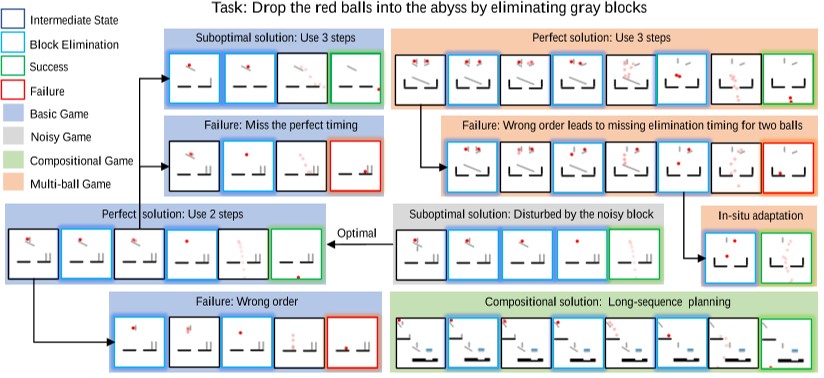 Task: Drop the red balls into the abyss by eliminating gray blocks
Intermediate State
Block Elimination
Success
Failure
Basic Game
Noisy Game
Compositional Game
Multi-ball Game
Suboptimal solution: Use 3 steps
Perfect solution: Use 3 steps
Failure: Miss the perfect timing
Failure: Wrong order leads to missing elimination timing for two balls
Perfect solution: Use 2 steps
Optimal
Suboptimal solution: Disturbed by the noisy block
In-situ adaptation
Failure: Wrong order
Compositional solution: Long-sequence planning